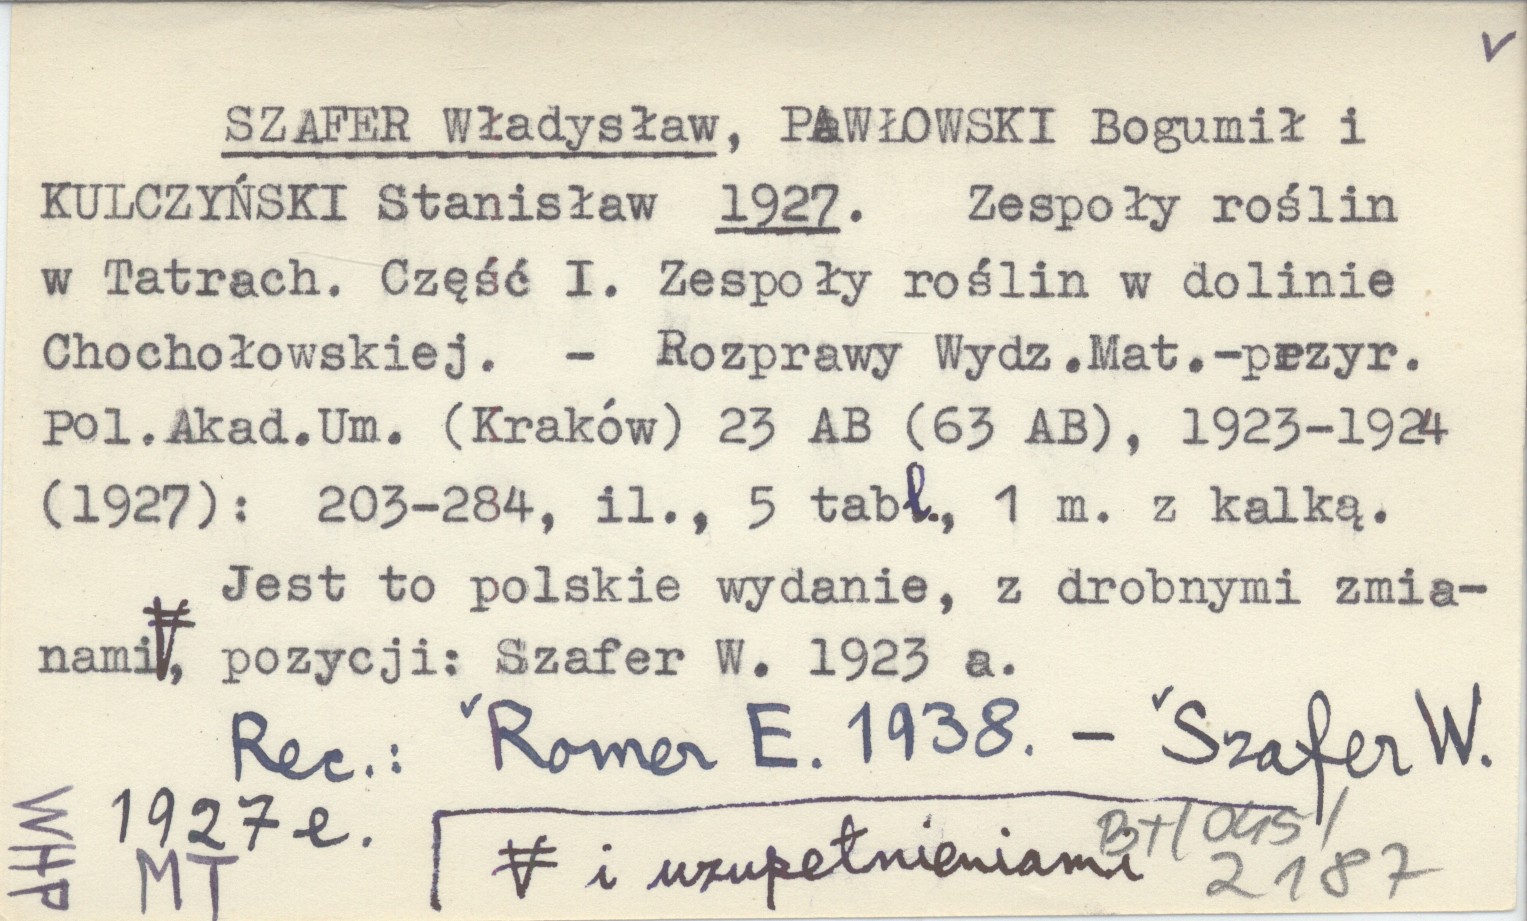 SZAFER Władysław, PAWŁOWSKI Bogumił i
KULCZYŃSKI Stanisław 1927. Zespoły roślin
w Tatrach. Część I. Zespoły roślin w dolinie
Chochołowskiej. - Rozprawy Wydz.Mat.-przyr.
Pol.Akad.Um. (Kraków) 23 AB (63 AB), 1923-1924
(1927): 203-284, il., 5 tabl., 1 m. z kalką.
Jest to polskie wydanie, z drobnymi zmia-
nami, pozycji: Szafer W. 1923 a.
Rec.: Romer E. 1938. - Szafer W.
1927 e.
i uzupełnieniami
WHP
MT
BT/045/
2187